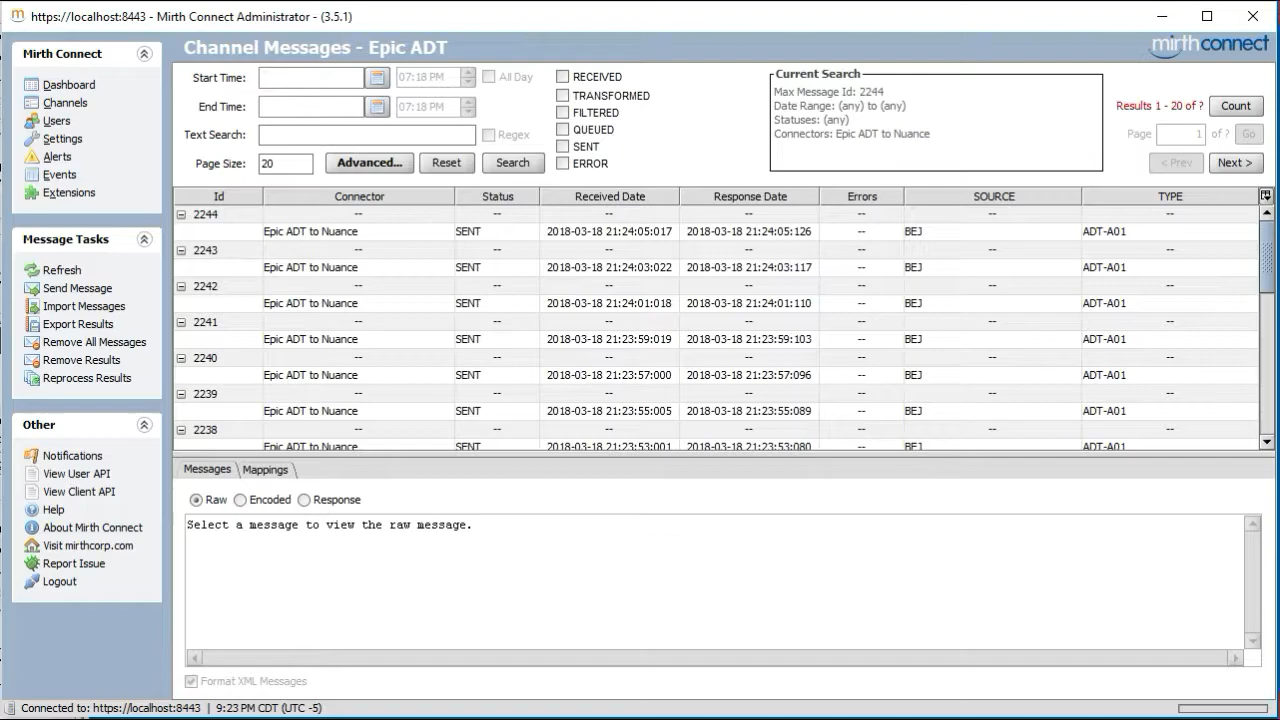 https://localhost:8443 - Mirth Connect Administrator - (3.5.1)
Mirth Connect
Dashboard
Channels
Users
Settings
Alerts
Events
Extensions
Message Tasks
Refresh
Send Message
Import Messages
Export Results
Remove All Messages
Remove Results
Reprocess Results
Other
Notifications
View User API
View Client API
Help
About Mirth Connect
Visit mirthcorp.com
Report Issue
Logout
Channel Messages - Epic ADT
mirthconnect
Start Time: 07:18 PM All Day
End Time: 07:18 PM
Text Search: Regex
Page Size: 20 Advanced... Reset Search
RECEIVED
TRANSFORMED
FILTERED
QUEUED
SENT
ERROR
Current Search
Max Message Id: 2244
Date Range: (any) to (any)
Statuses: (any)
Connectors: Epic ADT to Nuance
Results 1 - 20 of ? Count
Page 1 of ? Go
< Prev Next >
Id Connector Status Received Date Response Date Errors SOURCE TYPE
2244 -- -- -- -- -- -- --
Epic ADT to Nuance SENT 2018-03-18 21:24:05:017 2018-03-18 21:24:05:126 -- BEJ ADT-A01
2243 -- -- -- -- -- -- --
Epic ADT to Nuance SENT 2018-03-18 21:24:03:022 2018-03-18 21:24:03:117 -- BEJ ADT-A01
2242 -- -- -- -- -- -- --
Epic ADT to Nuance SENT 2018-03-18 21:24:01:018 2018-03-18 21:24:01:110 -- BEJ ADT-A01
2241 -- -- -- -- -- -- --
Epic ADT to Nuance SENT 2018-03-18 21:23:59:019 2018-03-18 21:23:59:103 -- BEJ ADT-A01
2240 -- -- -- -- -- -- --
Epic ADT to Nuance SENT 2018-03-18 21:23:57:000 2018-03-18 21:23:57:096 -- BEJ ADT-A01
2239 -- -- -- -- -- -- --
Epic ADT to Nuance SENT 2018-03-18 21:23:55:005 2018-03-18 21:23:55:089 -- BEJ ADT-A01
2238 -- -- -- -- -- -- --
Epic ADT to Nuance SENT 2018-03-18 21:23:53:001 2018-03-18 21:23:53:080 -- BEJ ADT-A01
Messages Mappings
Raw Encoded Response
Select a message to view the raw message.
Format XML Messages
Connected to: https://localhost:8443 | 9:23 PM CDT (UTC -5)